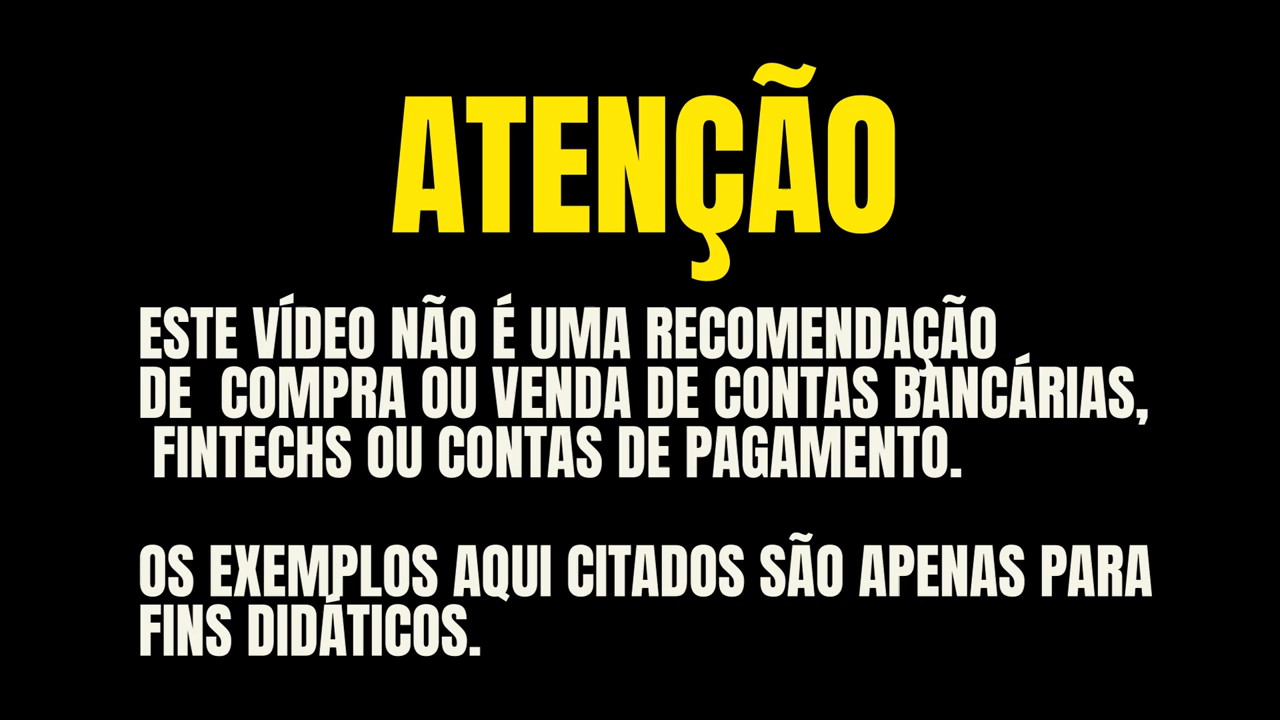 ATENÇÃO
ESTE VÍDEO NÃO É UMA RECOMENDAÇÃO
DE COMPRA OU VENDA DE CONTAS BANCÁRIAS,
FINTECHS OU CONTAS DE PAGAMENTO.
OS EXEMPLOS AQUI CITADOS SÃO APENAS PARA
FINS DIDÁTICOS.